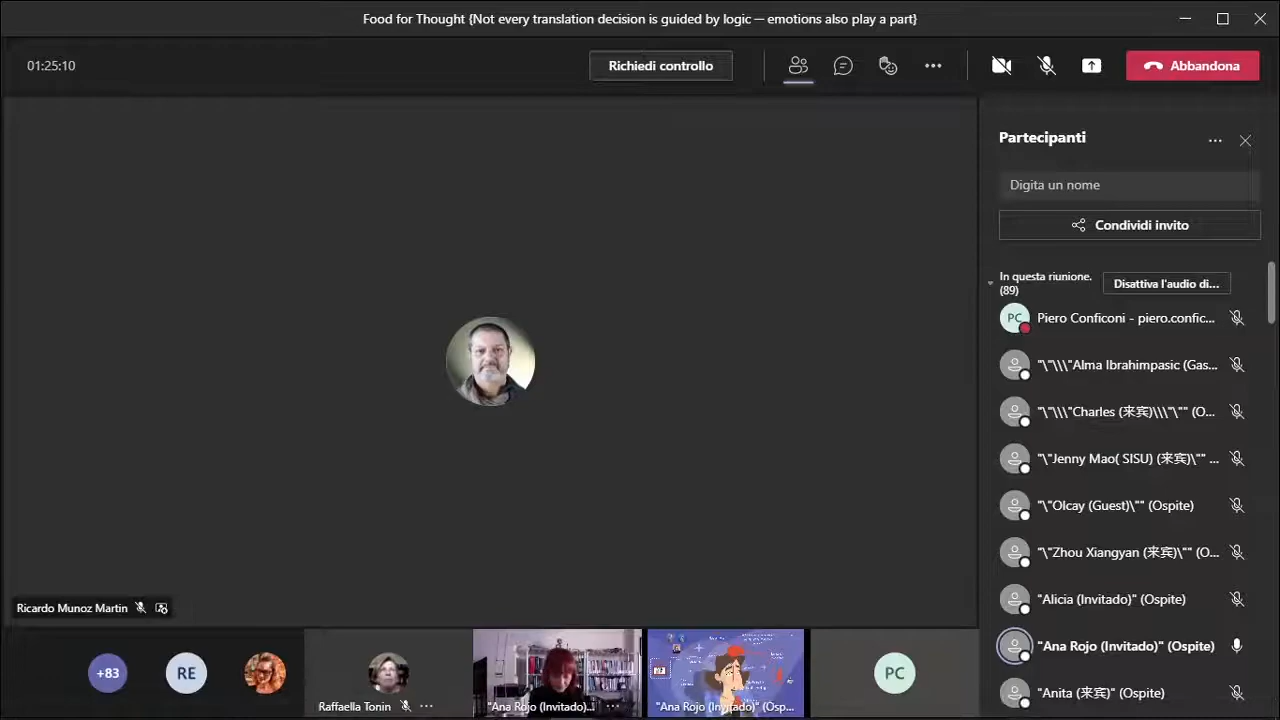 Food for Thought {Not every translation decision is guided by logic — emotions also play a part}
01:25:10
Richiedi controllo
Abbandona
Partecipanti
Digita un nome
Condividi invito
In questa riunione.
(89)
Disattiva l'audio di...
PC
Piero Conficoni - piero.confic...
"\"\\\"Alma Ibrahimpasic (Gas...
"\"\\\"Charles (来宾)\\\"\"" (O...
"\"Jenny Mao( SISU) (来宾)\"" ...
"\"Olcay (Guest)\"" (Ospite)
"\"Zhou Xiangyan (来宾)\"" (O...
"Alicia (Invitado)" (Ospite)
"Ana Rojo (Invitado)" (Ospite)
"Anita (来宾)" (Ospite)
Ricardo Munoz Martin
+83
RE
Raffaella Tonin
"Ana Rojo (Invitado)...
"Ana Rojo (Invitado)" (Osp...
PC